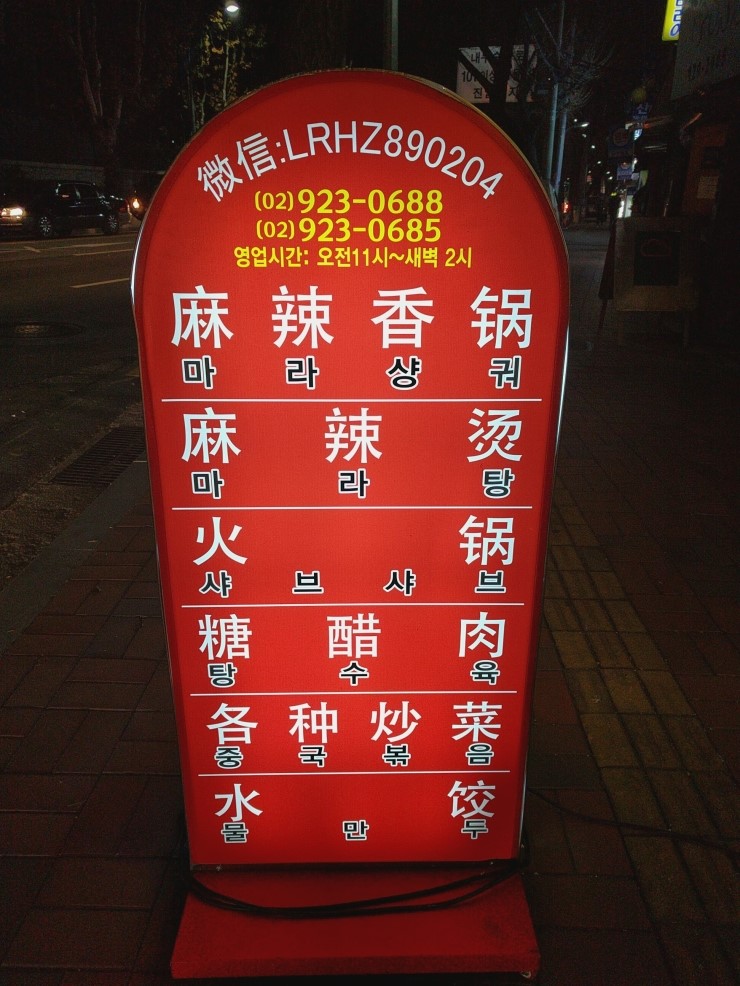 微信:LRHZ890204
(02)923-0688
(02)923-0685
영업시간: 오전11시~새벽 2시
麻辣香锅
마라샹궈
麻辣烫
마라탕
火锅
샤브샤브
糖醋肉
탕수육
各种炒菜
중국볶음
水饺
물만두